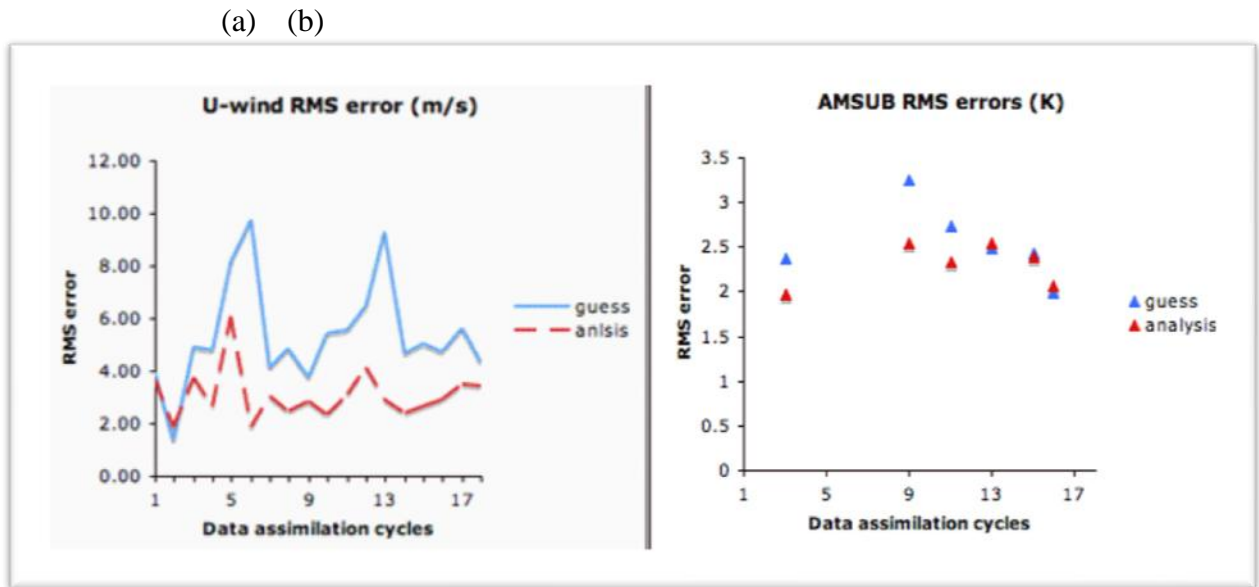 (a) (b)
U-wind RMS error (m/s)
12.00
10.00
8.00
6.00
4.00
2.00
0.00
RMS error
1 5 9 13 17
Data assimilation cycles
guess
anlsis
AMSUB RMS errors (K)
3.5
3
2.5
2
1.5
1
0.5
0
RMS error
1 5 9 13 17
Data assimilation cycles
guess
analysis